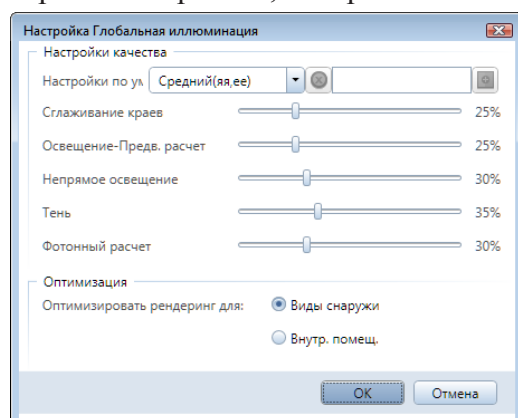 Настройка Глобальная иллюминация
Настройки качества
Настройки по ум Средний(яя,ее)
Сглаживание краев 25%
Освещение-Предв. расчет 25%
Непрямое освещение 30%
Тень 35%
Фотонный расчет 30%
Оптимизация
Оптимизировать рендеринг для: Виды снаружи
Внутр. помещ.
OK Отмена